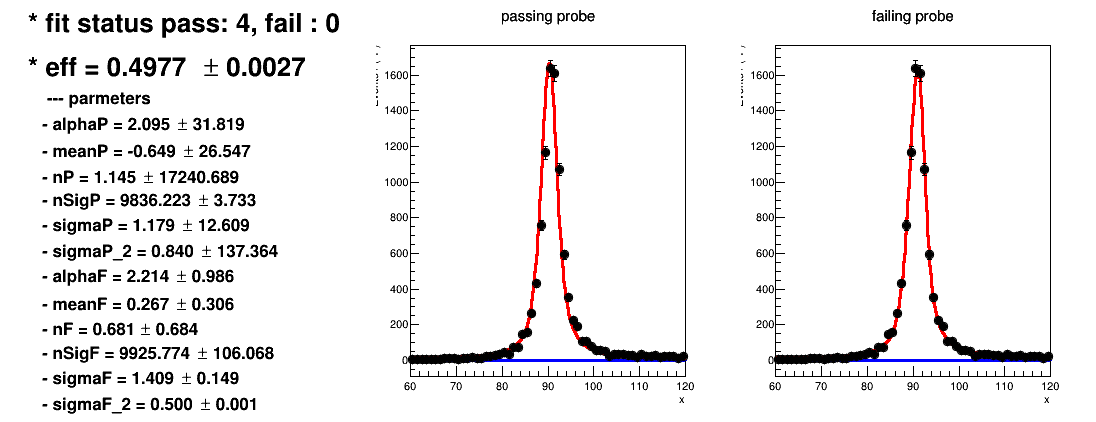 * fit status pass: 4, fail : 0
* eff = 0.4977 ± 0.0027
--- parmeters
- alphaP = 2.095 ± 31.819
- meanP = -0.649 ± 26.547
- nP = 1.145 ± 17240.689
- nSigP = 9836.223 ± 3.733
- sigmaP = 1.179 ± 12.609
- sigmaP_2 = 0.840 ± 137.364
- alphaF = 2.214 ± 0.986
- meanF = 0.267 ± 0.306
- nF = 0.681 ± 0.684
- nSigF = 9925.774 ± 106.068
- sigmaF = 1.409 ± 0.149
- sigmaF_2 = 0.500 ± 0.001
passing probe
1600
1400
1200
1000
800
600
400
200
0
60 70 80 90 100 110 120
x
failing probe
1600
1400
1200
1000
800
600
400
200
0
60 70 80 90 100 110 120
x